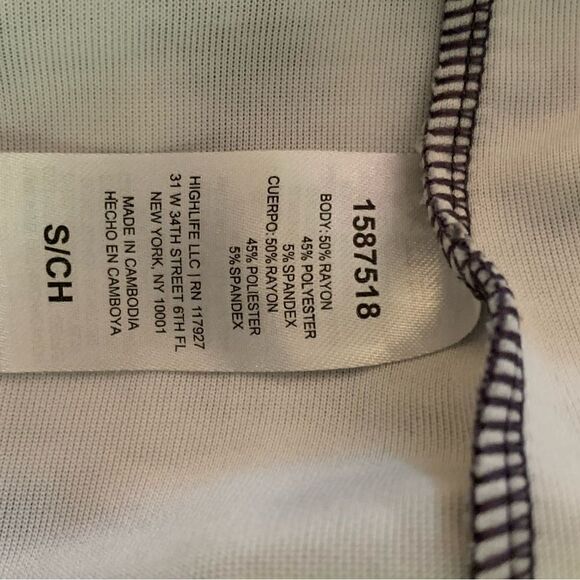 1587518
BODY:50% RAYON
45% POLYESTER
5% SPANDEX
CUERPO:50% RAYON
45% POLIESTER
5% SPANDEX
HIGHLIFE LLC | RN 117927
31 W 34TH STREET 6TH FL
NEW YORK, NY 10001
MADE IN CAMBODIA
HECHO EN CAMBOYA
S/CH